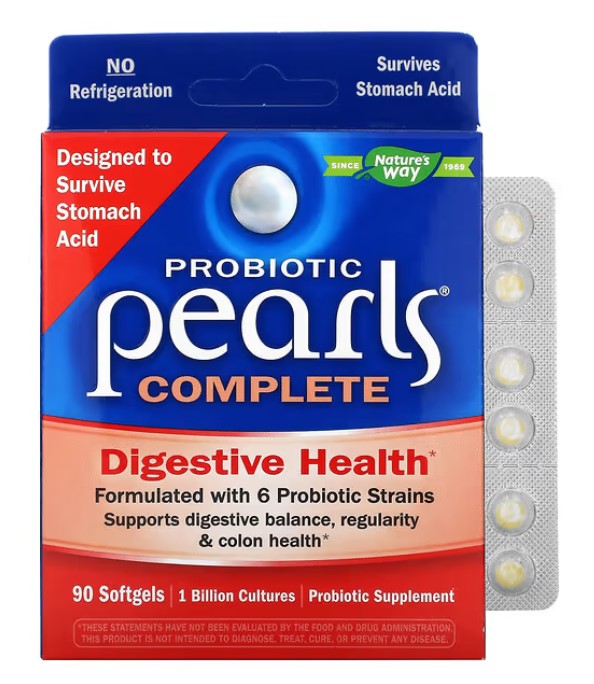 NO
Refrigeration
Survives
Stomach Acid
Designed to
Survive
Stomach
Acid
SINCE Nature's Way 1969
PROBIOTIC
pearls®
COMPLETE
Digestive Health*
Formulated with 6 Probiotic Strains
Supports digestive balance, regularity
& colon health*
90 Softgels | 1 Billion Cultures | Probiotic Supplement
*THESE STATEMENTS HAVE NOT BEEN EVALUATED BY THE FOOD AND DRUG ADMINISTRATION.
THIS PRODUCT IS NOT INTENDED TO DIAGNOSE, TREAT, CURE, OR PREVENT ANY DISEASE.